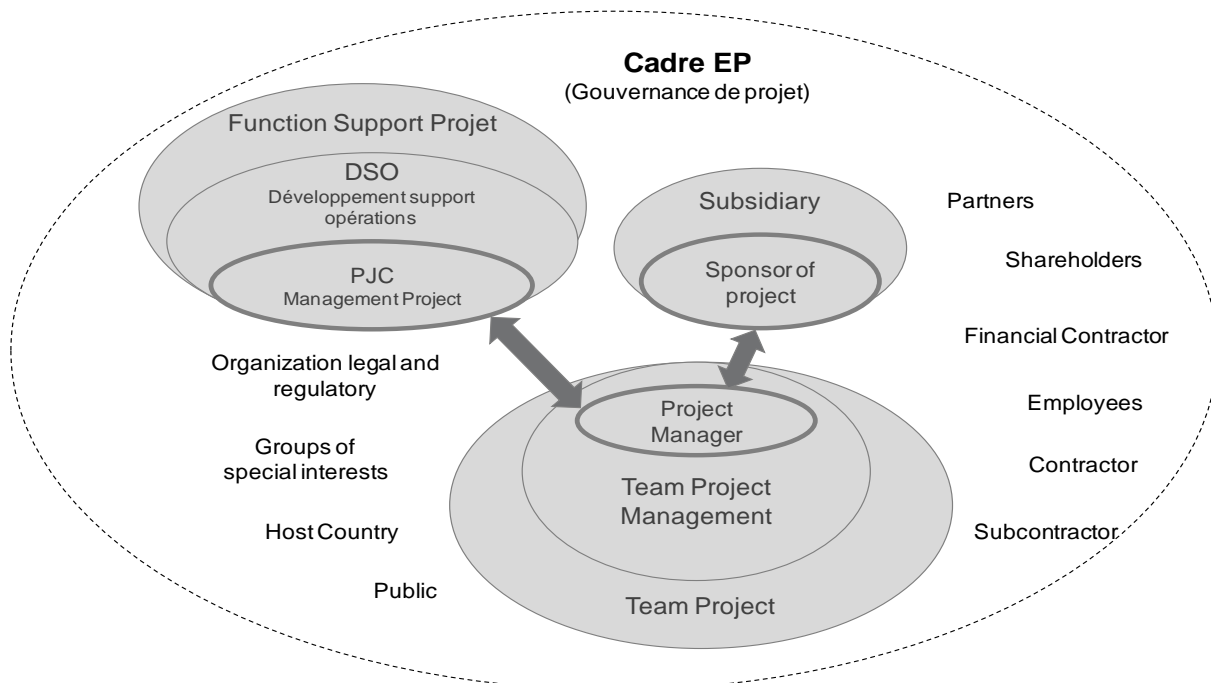 Cadre EP
(Gouvernance de projet)
Function Support Projet
DSO
Développement support
opérations
PJC
Management Project
Subsidiary
Sponsor of
project
Partners
Shareholders
Financial Contractor
Employees
Contractor
Subcontractor
Organization legal and
regulatory
Groups of
special interests
Host Country
Public
Project
Manager
Team Project
Management
Team Project